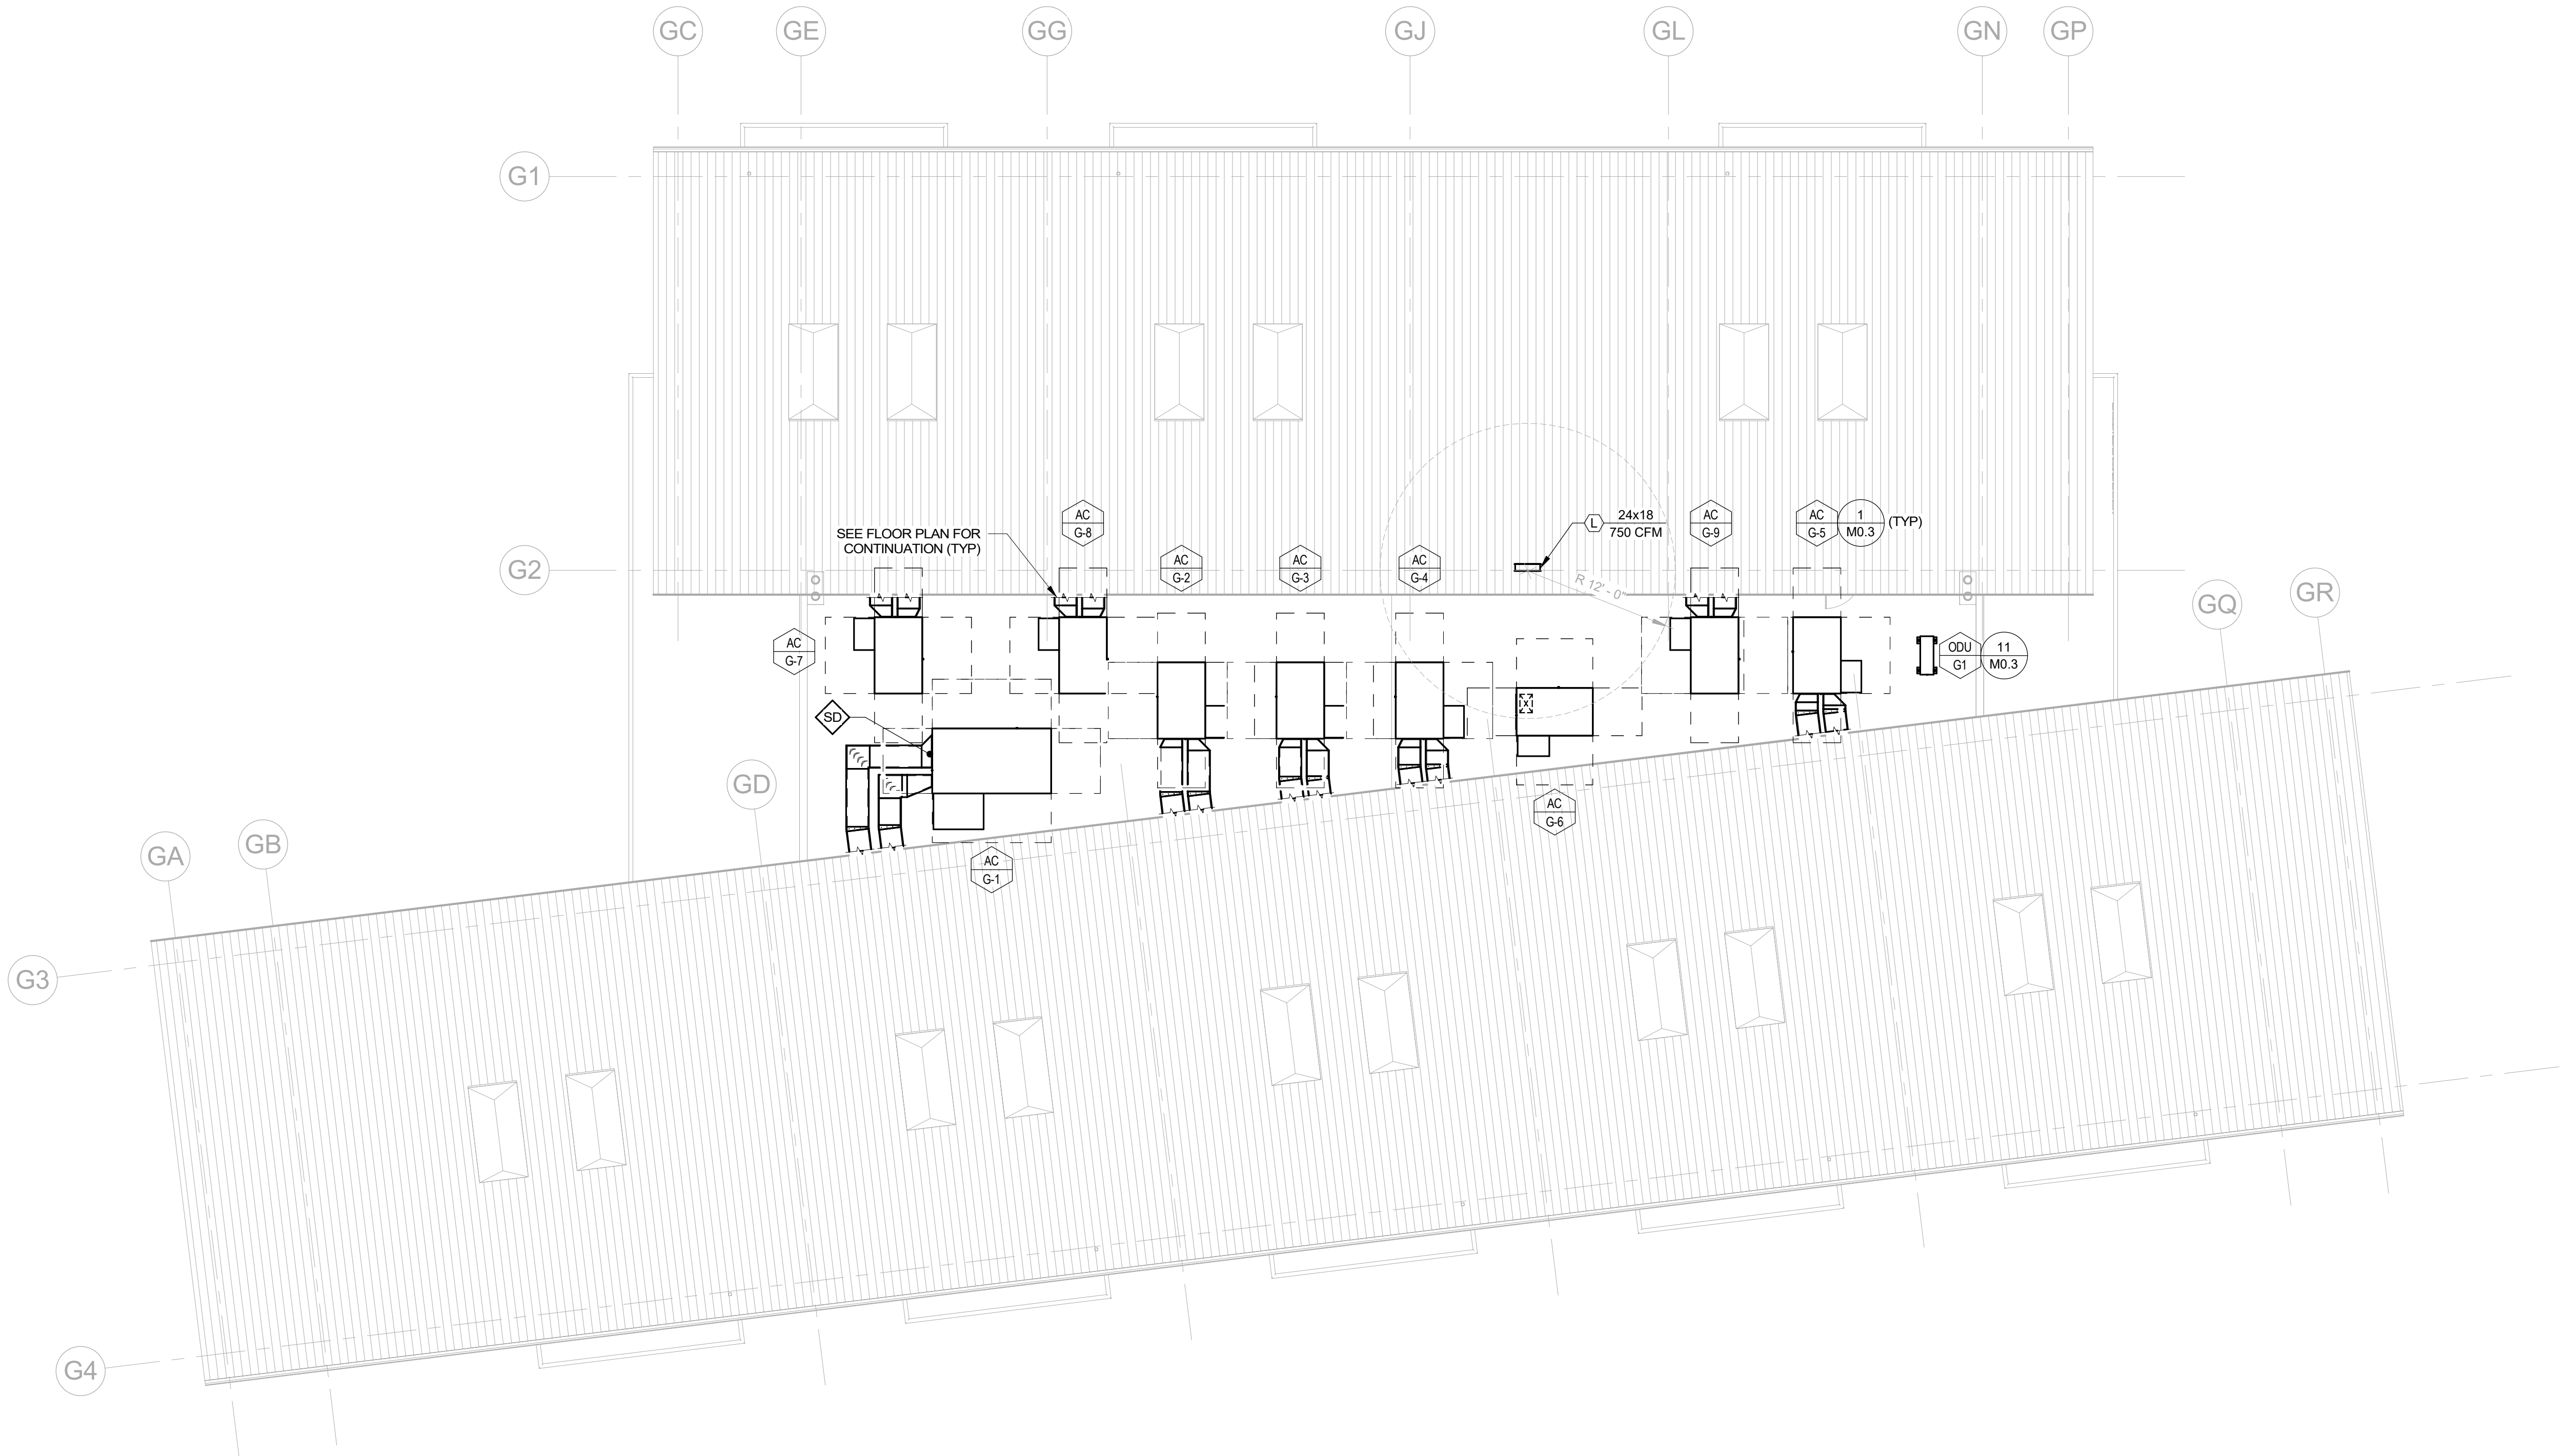 GC
GE
GG
GJ
GL
GN
GP
G1
AC
G-8
24x18
750 CFM
L
AC
G-9
AC
G-5
1
M0.3
(TYP)
SEE FLOOR PLAN FOR
CONTINUATION (TYP)
G2
AC
G-2
AC
G-3
AC
G-4
R 12' - 0"
GQ
GR
AC
G-7
ODU
G1
11
M0.3
SD
GD
AC
G-6
GA
GB
AC
G-1
G3
G4